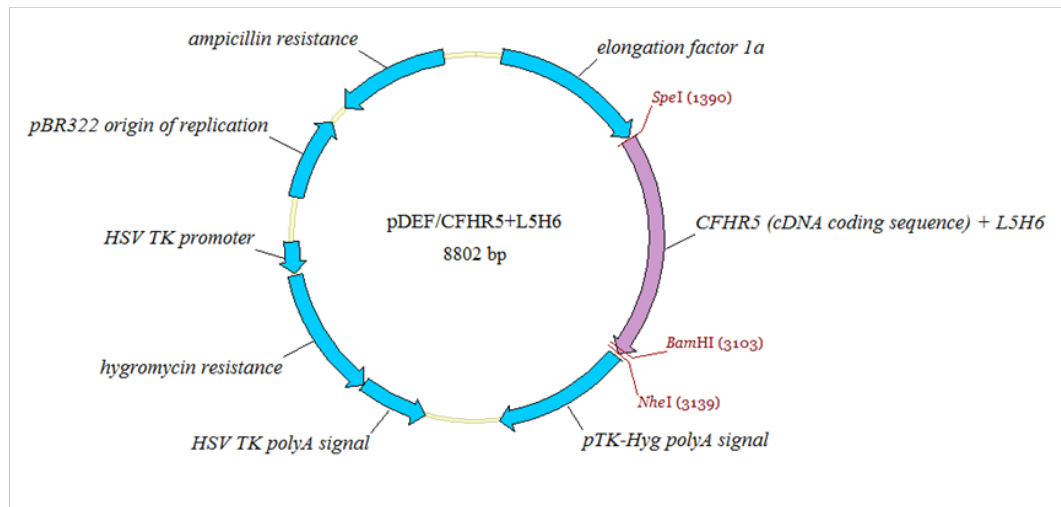 ampicillin resistance
elongation factor 1a
SpeI (1390)
pBR322 origin of replication
pDEF/CFHR5+L5H6
8802 bp
CFHR5 (cDNA coding sequence) + L5H6
HSV TK promoter
BamHI (3103)
hygromycin resistance
NheI (3139)
HSV TK polyA signal
pTK-Hyg polyA signal